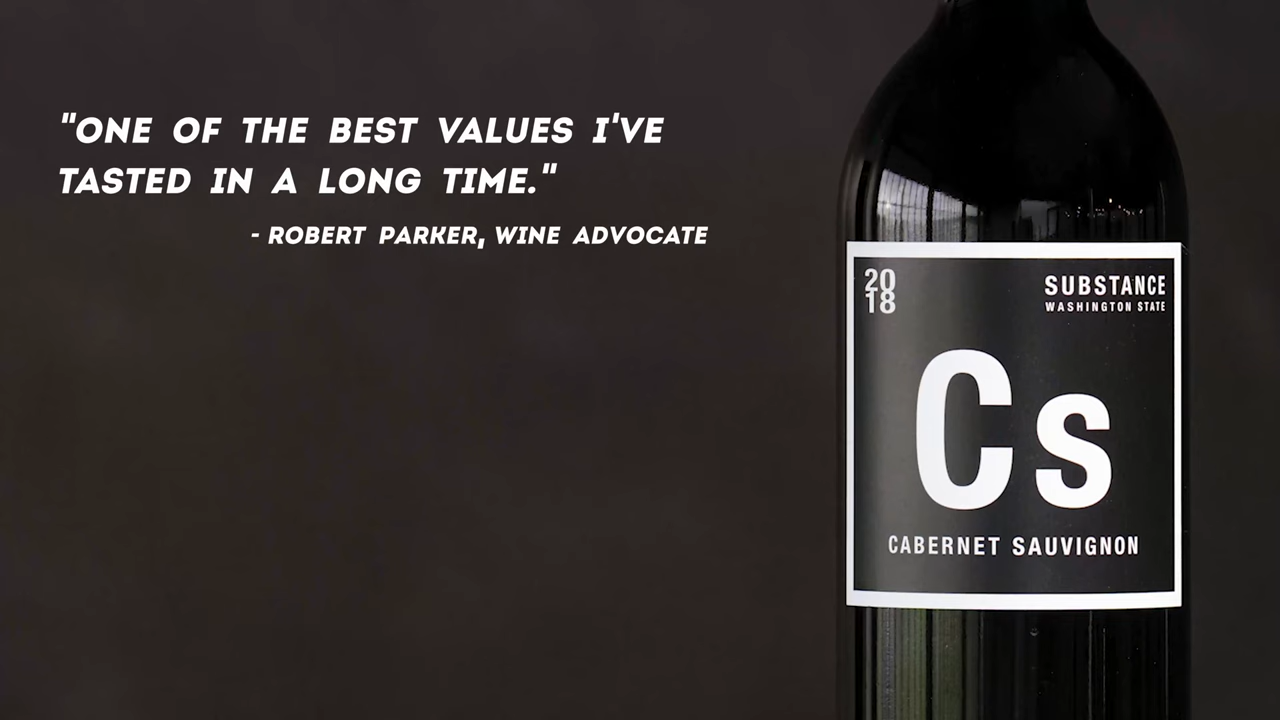 "ONE OF THE BEST VALUES I'VE
TASTED IN A LONG TIME."
- ROBERT PARKER, WINE ADVOCATE
20
18
SUBSTANCE
WASHINGTON STATE
Cs
CABERNET SAUVIGNON